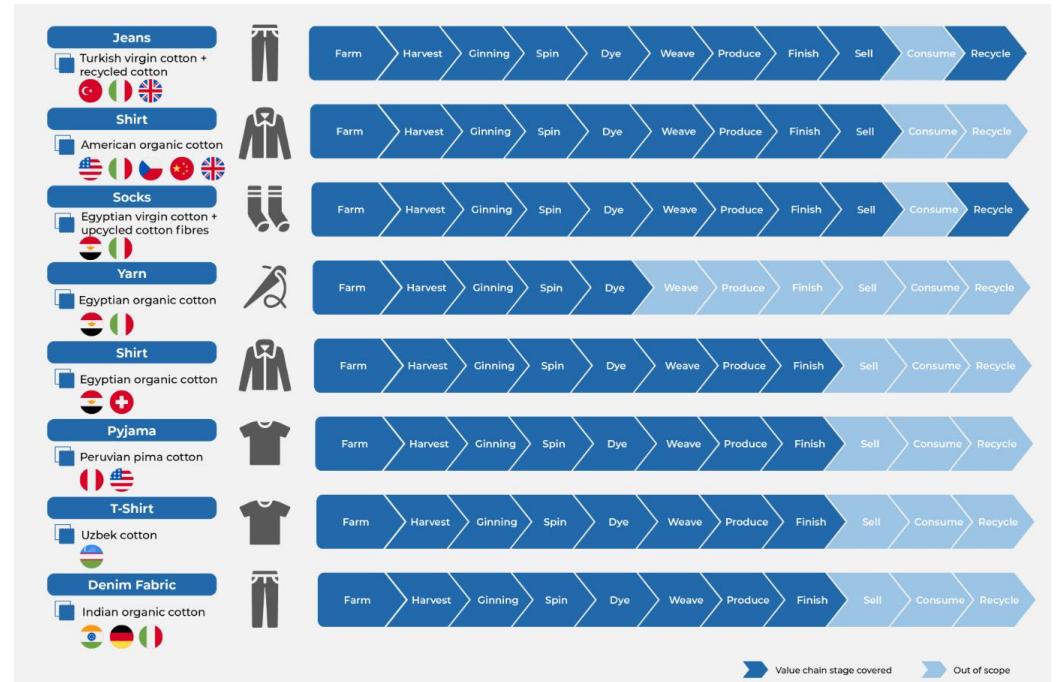 Jeans
Turkish virgin cotton +
recycled cotton
Farm Harvest Ginning Spin Dye Weave Produce Finish Sell Consume Recycle
Shirt
American organic cotton
Farm Harvest Ginning Spin Dye Weave Produce Finish Sell Consume Recycle
Socks
Egyptian virgin cotton +
upcycled cotton fibres
Farm Harvest Ginning Spin Dye Weave Produce Finish Sell Consume Recycle
Yarn
Egyptian organic cotton
Farm Harvest Ginning Spin Dye Weave Produce Finish Sell Consume Recycle
Shirt
Egyptian organic cotton
Farm Harvest Ginning Spin Dye Weave Produce Finish Sell Consume Recycle
Pyjama
Peruvian pima cotton
Farm Harvest Ginning Spin Dye Weave Produce Finish Sell Consume Recycle
T-Shirt
Uzbek cotton
Farm Harvest Ginning Spin Dye Weave Produce Finish Sell Consume Recycle
Denim Fabric
Indian organic cotton
Farm Harvest Ginning Spin Dye Weave Produce Finish Sell Consume Recycle
Value chain stage covered Out of scope